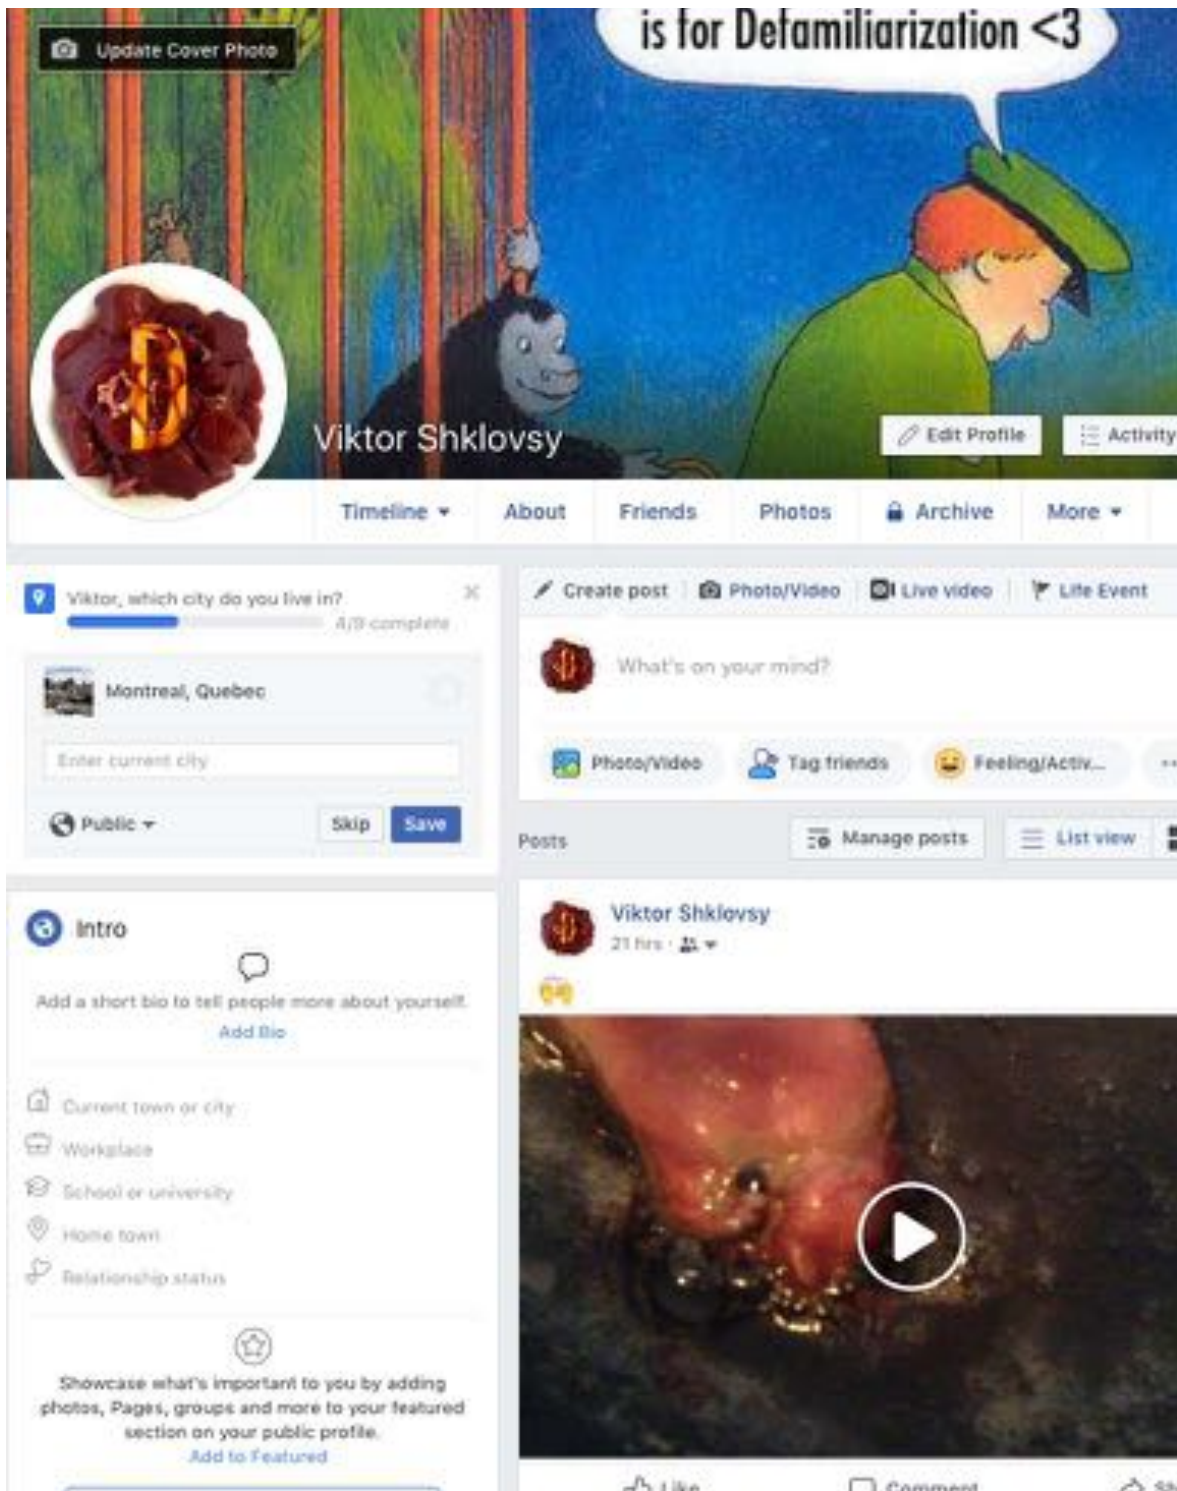 is for Defamiliarization <3
Update Cover Photo
D
Viktor Shklovsy
Edit Profile
Activity
Timeline
About
Friends
Photos
Archive
More
Viktor, which city do you live in?
4/9 complete
Montreal, Quebec
Enter current city
Public
Skip
Save
Intro
Add a short bio to tell people more about yourself.
Add Bio
Current town or city
Workplace
School or university
Home town
Relationship status
Showcase what's important to you by adding
photos, Pages, groups and more to your featured
section on your public profile.
Add to Featured
Create post
Photo/Video
Live video
Life Event
What's on your mind?
Photo/Video
Tag friends
Feeling/Activ...
Posts
Manage posts
List view
Viktor Shklovsy
21 hrs ·
Like
Comment